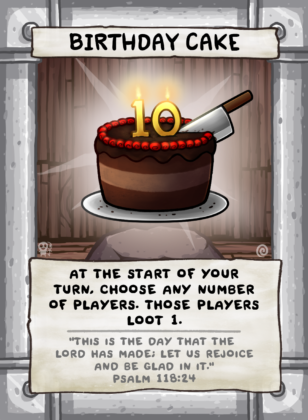 BIRTHDAY CAKE
10
AT THE START OF YOUR
TURN, CHOOSE ANY NUMBER
OF PLAYERS. THOSE PLAYERS
LOOT 1.
"THIS IS THE DAY THAT THE
LORD HAS MADE; LET US REJOICE
AND BE GLAD IN IT."
PSALM 118:24